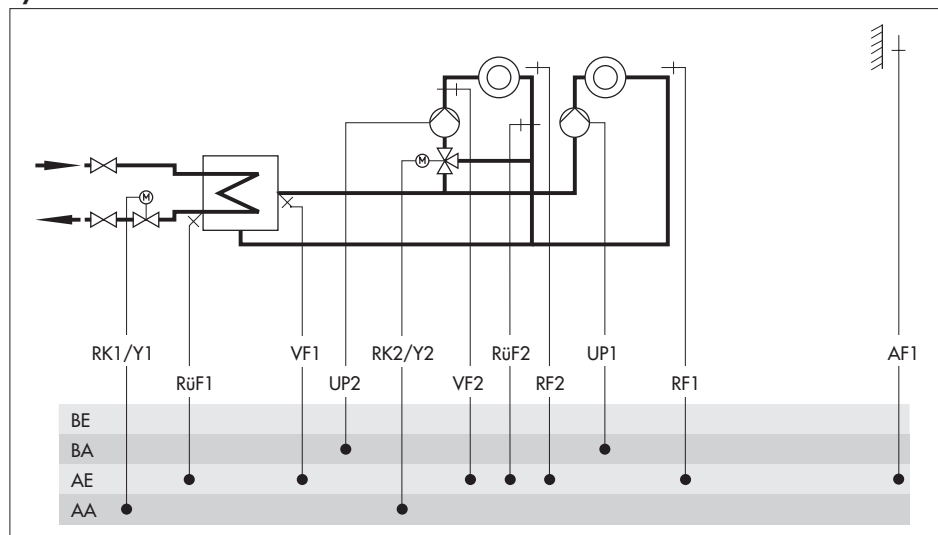 M
M
RK1/Y1 VF1 RK2/Y2 RüF2 UP1 AF1
RüF1 UP2 VF2 RF2 RF1
BE
BA
AE
AA